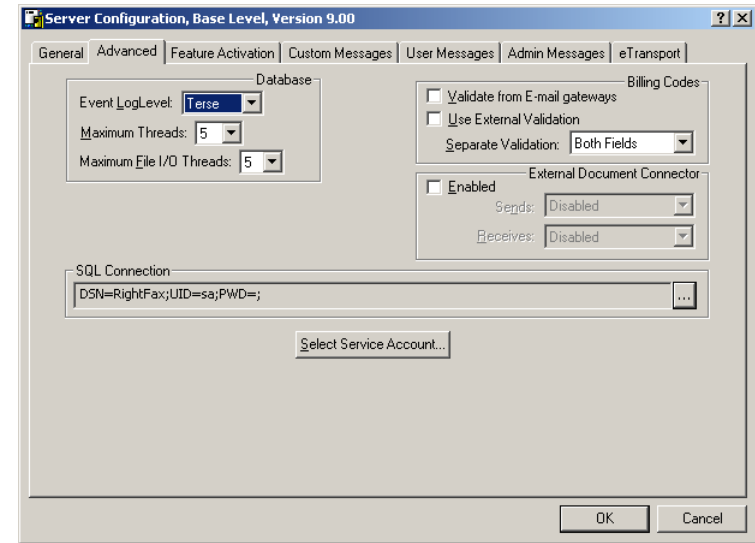 Server Configuration, Base Level, Version 9.00
General Advanced Feature Activation Custom Messages User Messages Admin Messages eTransport
Database
Event LogLevel: Terse
Maximum Threads: 5
Maximum File I/O Threads: 5
Billing Codes
Validate from E-mail gateways
Use External Validation
Separate Validation: Both Fields
External Document Connector
Enabled
Sends: Disabled
Receives: Disabled
SQL Connection
DSN=RightFax;UID=sa;PWD=;
...
Select Service Account...
OK Cancel